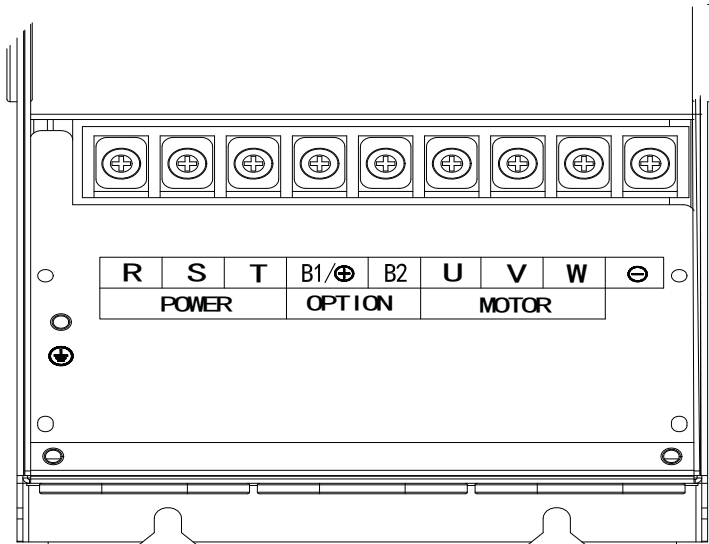 R S T B1/⊕ B2 U V W ⊖
POWER OPTION MOTOR